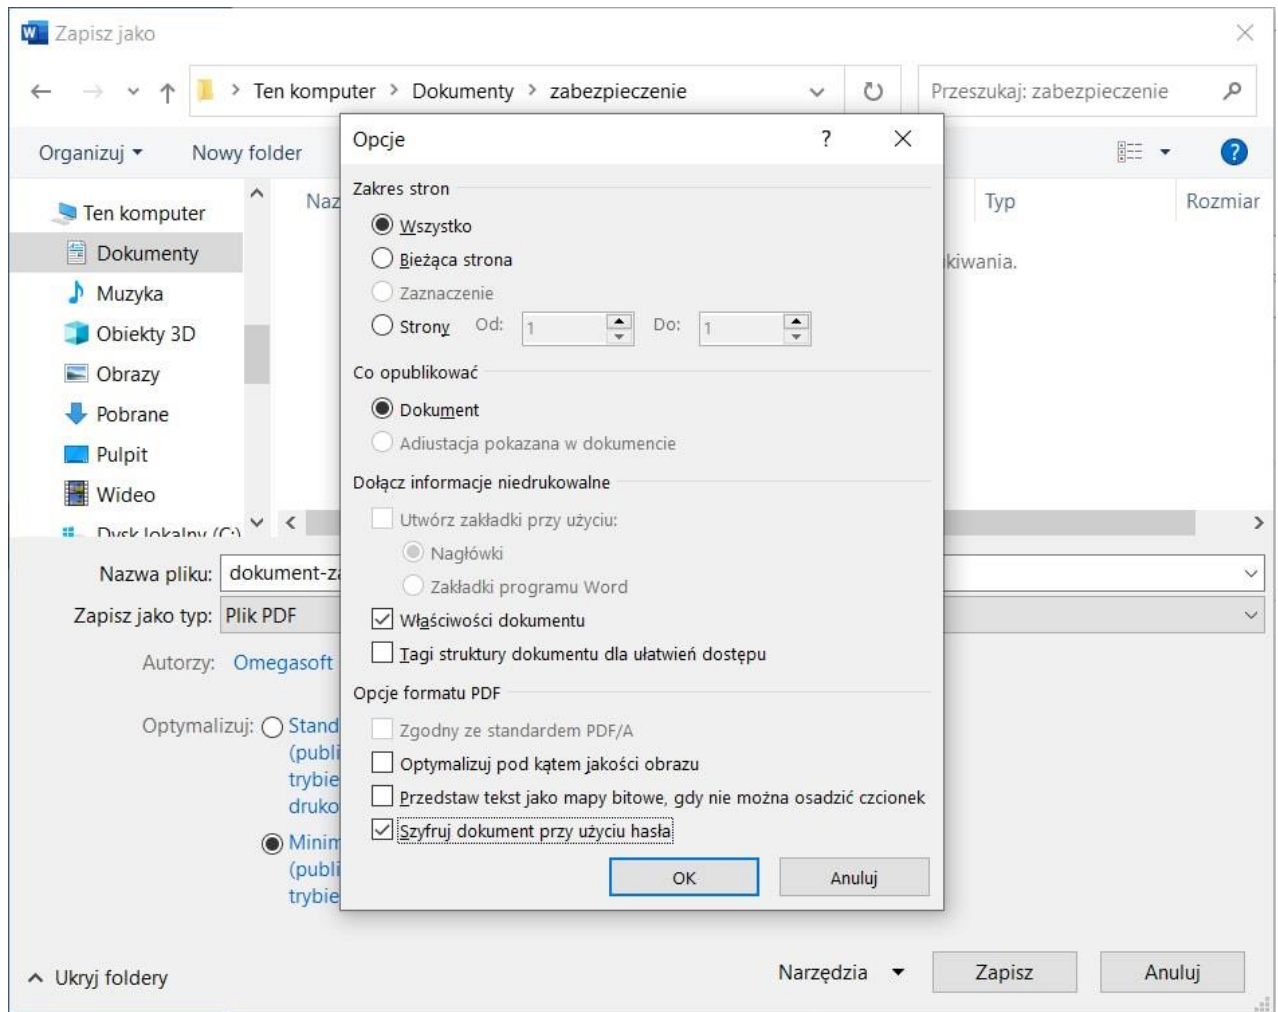 Zapisz jako
Ten komputer > Dokumenty > zabezpieczenie
Przeszukaj: zabezpieczenie
Organizuj
Nowy folder
?
Ten komputer
Dokumenty
Muzyka
Obiekty 3D
Obrazy
Pobrane
Pulpit
Wideo
Dysk lokalny (C:)
Typ
Rozmiar
Nazwa pliku:
Zapisz jako typ: Plik PDF
Autorzy: Omegasoft
Optymalizuj:
Ukryj foldery
Narzędzia
Zapisz
Anuluj
Opcje
?
Zakres stron
Wszystko
Bieżąca strona
Zaznaczenie
Strony Od: 1 Do: 1
Co opublikować
Dokument
Adiustacja pokazana w dokumencie
Dołącz informacje niedrukowalne
Utwórz zakładki przy użyciu:
Nagłówki
Zakładki programu Word
Właściwości dokumentu
Tagi struktury dokumentu dla ułatwień dostępu
Opcje formatu PDF
Zgodny ze standardem PDF/A
Optymalizuj pod kątem jakości obrazu
Przedstaw tekst jako mapy bitowe, gdy nie można osadzić czcionek
Szyfruj dokument przy użyciu hasła
OK
Anuluj